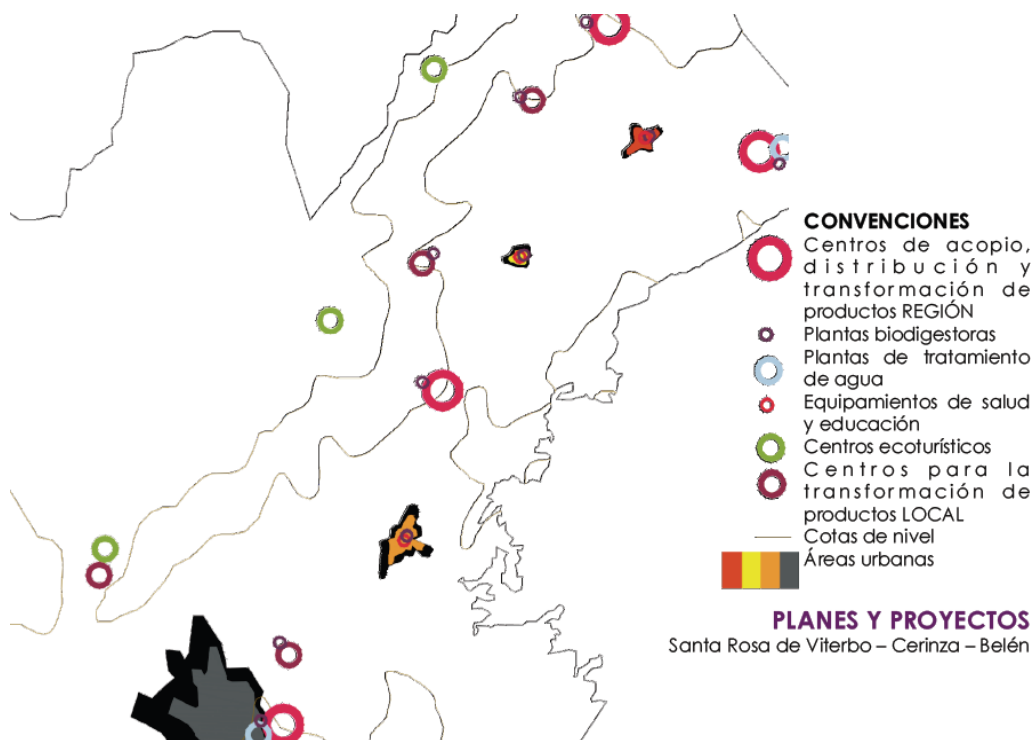 CONVENCIONES
Centros de acopio,
distribución y
transformación de
productos REGIÓN
Plantas biodigestoras
Plantas de tratamiento
de agua
Equipamientos de salud
y educación
Centros ecoturísticos
Centros para la
transformación de
productos LOCAL
Cotas de nivel
Áreas urbanas
PLANES Y PROYECTOS
Santa Rosa de Viterbo – Cerinza – Belén